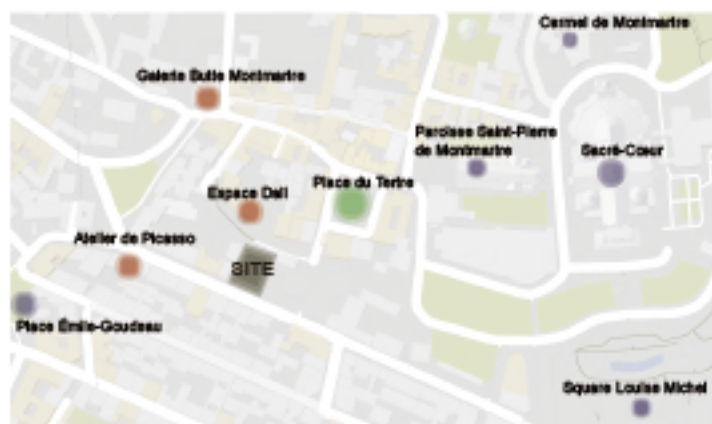 Carmel de Montmartre
Galerie Butte Montmartre
Paroisse Saint-Pierre
de Montmartre
Sacré-Cœur
Place du Tertre
Espace Dalí
Atelier de Picasso
SITE
Place Émile-Goudeau
Square Louise Michel